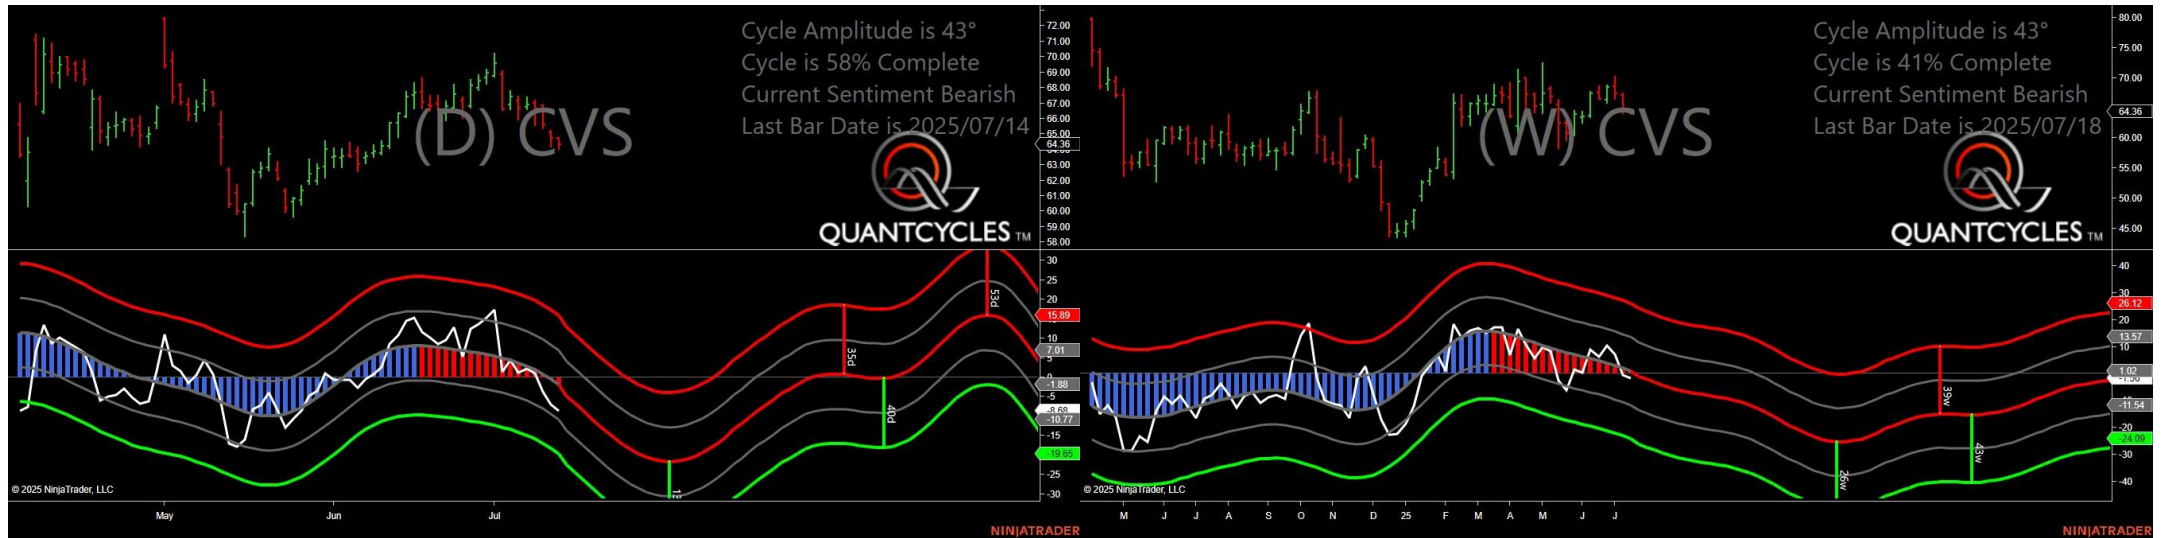 Cycle Amplitude is 43°
Cycle is 58% Complete
Current Sentiment Bearish
Last Bar Date is 2025/07/14
(D) CVS
QUANTCYCLES TM
72.00
71.00
70.00
69.00
68.00
67.00
66.00
65.00
64.36
63.00
62.00
61.00
60.00
59.00
58.00
30
25
20
15.89
10
7.01
5
0
-1.88
-5
-8.68
-10.77
-15
-19.65
-25
-30
53d
35d
40d
© 2025 NinjaTrader, LLC
May
Jun
Jul
NINJATRADER
Cycle Amplitude is 43°
Cycle is 41% Complete
Current Sentiment Bearish
Last Bar Date is 2025/07/18
(W) CVS
QUANTCYCLES TM
80.00
75.00
70.00
64.36
60.00
55.00
50.00
45.00
40
30
26.12
20
13.57
10
1.02
-11.54
-20
-24.09
-30
-40
39w
43w
26w
© 2025 NinjaTrader, LLC
M J J A S O N D 25 F M A M J J
NINJATRADER